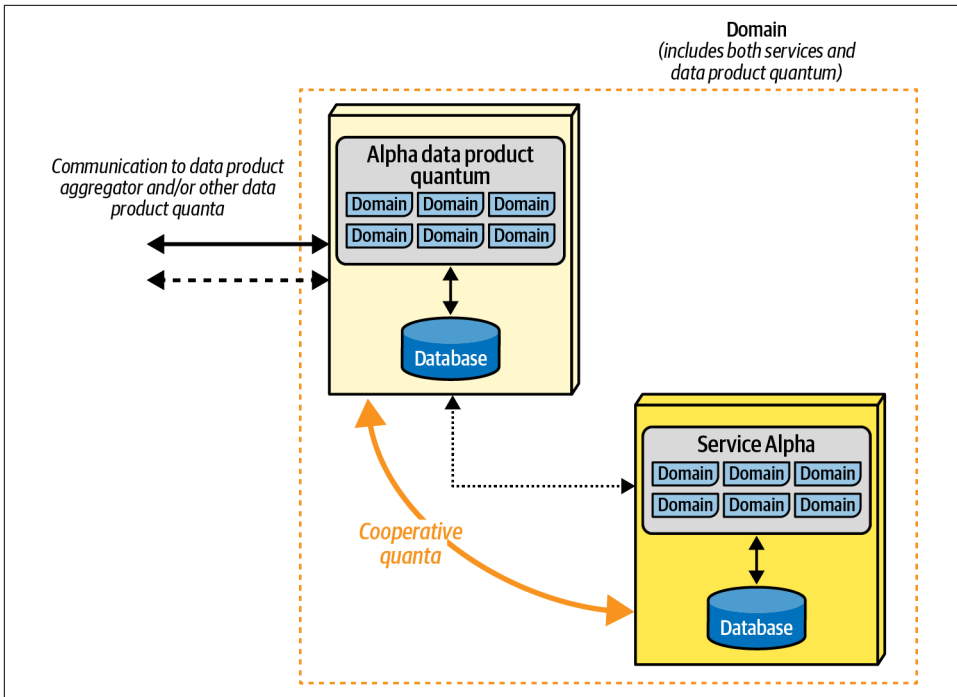 Domain
(includes both services and
data product quantum)
Communication to data product
aggregator and/or other data
product quanta
Alpha data product
quantum
Domain Domain Domain
Domain Domain Domain
Database
Service Alpha
Domain Domain Domain
Domain Domain Domain
Cooperative
quanta
Database